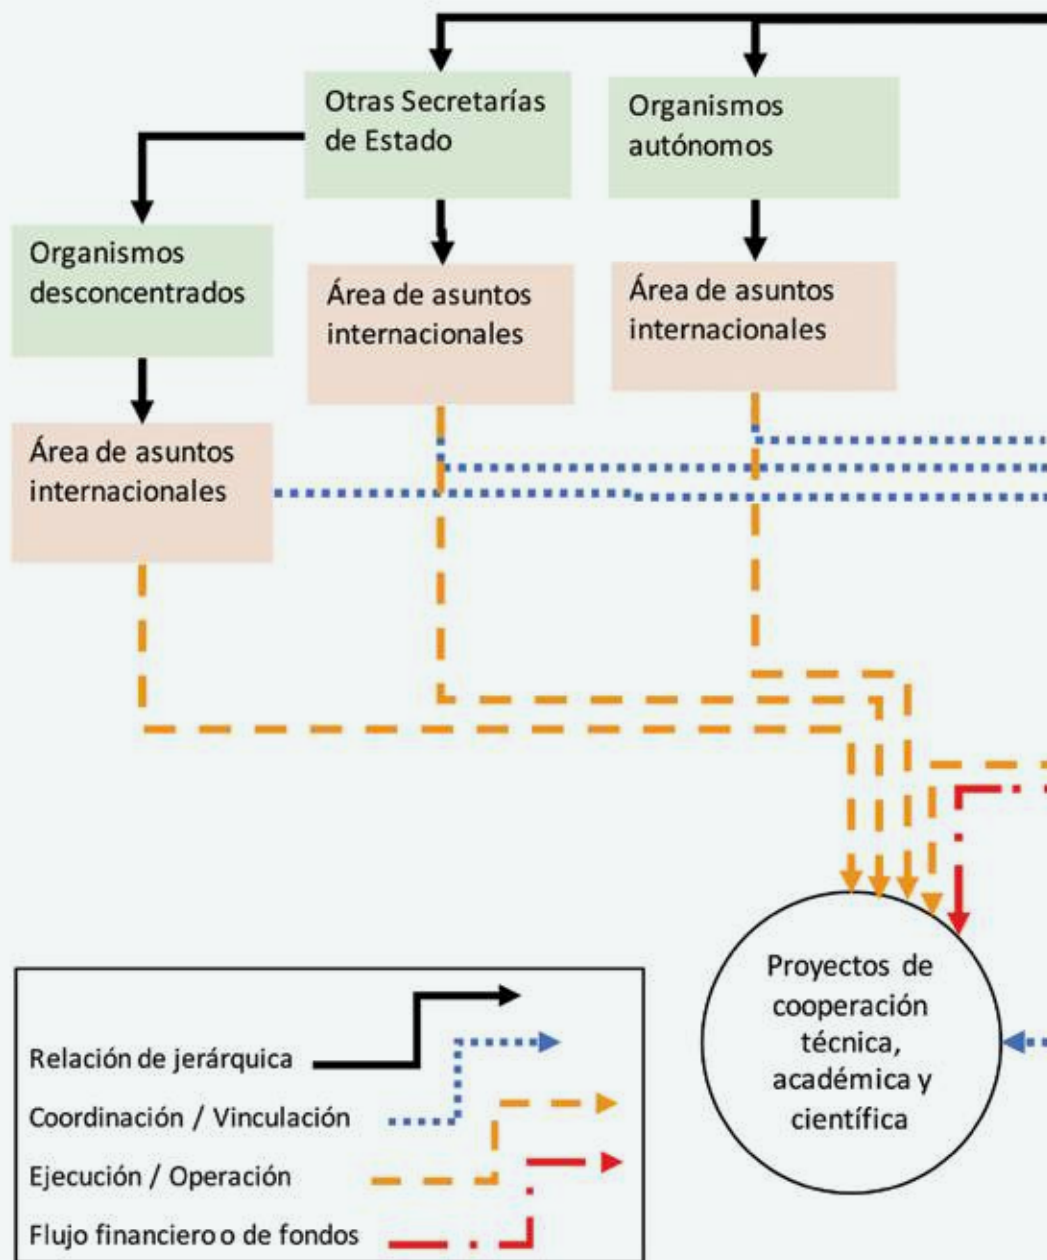 Otras Secretarías
de Estado
Organismos
autónomos
Organismos
desconcentrados
Área de asuntos
internacionales
Área de asuntos
internacionales
Área de asuntos
internacionales
Proyectos de
cooperación
técnica,
académica y
científica
Relación de jerárquica
Coordinación / Vinculación
Ejecución / Operación
Flujo financiero o de fondos